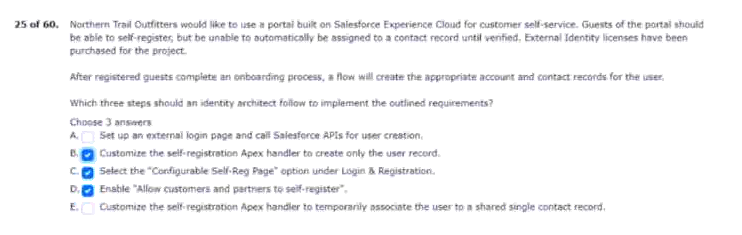 25 of 60. Northern Trail Outfitters would like to use a portal built on Salesforce Experience Cloud for customer self-service. Guests of the portal should
be able to self-register, but be unable to automatically be assigned to a contact record until verified. External Identity licenses have been
purchased for the project.
After registered guests complete an onboarding process, a flow will create the appropriate account and contact records for the user.
Which three steps should an identity architect follow to implement the outlined requirements?
Choose 3 answers
A. Set up an external login page and call Salesforce APIs for user creation.
B. Customize the self-registration Apex handler to create only the user record.
C. Select the "Configurable Self-Reg Page" option under Login & Registration.
D. Enable "Allow customers and partners to self-register".
E. Customize the self-registration Apex handler to temporarily associate the user to a shared single contact record.